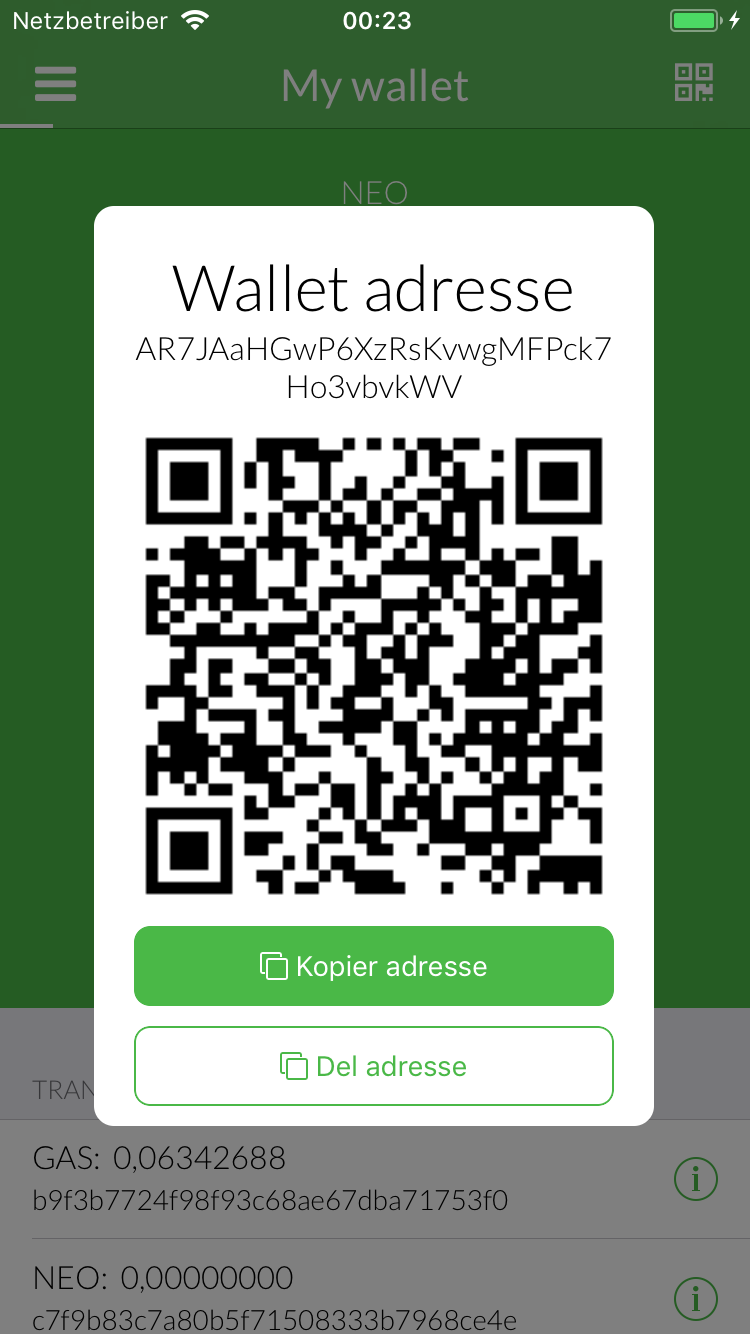 Netzbetreiber 00:23
My wallet
NEO
Wallet adresse
AR7JAaHGwP6XzRsKvwgMFPck7
Ho3vbvkWV
Kopier adresse
Del adresse
TRAN
GAS: 0,06342688
b9f3b7724f98f93c68ae67dba71753f0
NEO: 0,00000000
c7f9b83c7a80b5f71508333b7968ce4e